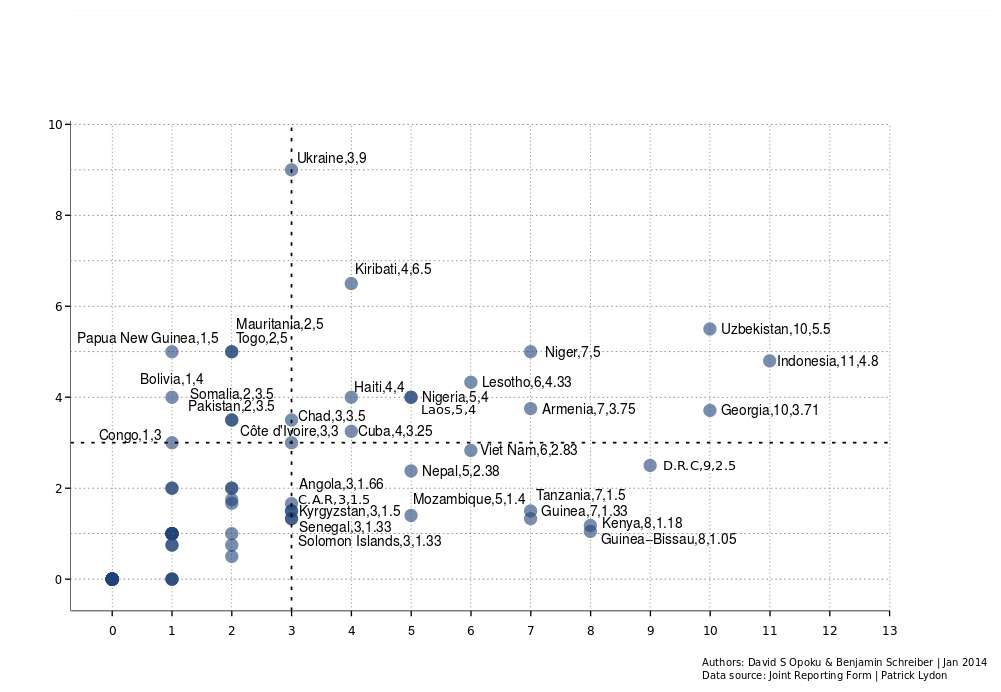 10
Ukraine,3,9
8
Kiribati,4,6.5
6
Mauritania,2,5
Uzbekistan,10,5.5
Papua New Guinea,1,5
Togo,2,5
Niger,7,5
Indonesia,11,4.8
Bolivia,1,4
Haiti,4,4
Lesotho,6,4.33
Somalia,2,3.5
4
Nigeria,5,4
Pakistan,2,3.5
Laos,5,4
Armenia,7,3.75
Georgia,10,3.71
Chad,3,3.5
Congo,1,3
Côte d'Ivoire,3,3
Cuba,4,3.25
Viet Nam,6,2.83
D.R.C,9,2.5
Nepal,5,2.38
Angola,3,1.66
2
C.A.R,3,1.5
Mozambique,5,1.4
Tanzania,7,1.5
Kyrgyzstan,3,1.5
Guinea,7,1.33
Senegal,3,1.33
Kenya,8,1.18
Solomon Islands,3,1.33
Guinea−Bissau,8,1.05
0
0 1 2 3 4 5 6 7 8 9 10 11 12 13
Authors: David S Opoku & Benjamin Schreiber | Jan 2014
Data source: Joint Reporting Form | Patrick Lydon